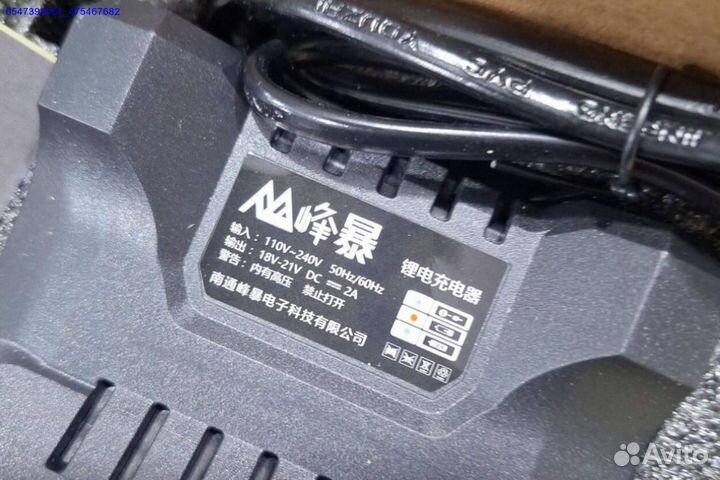 峰暴
锂电充电器
输入：110V~240V 50Hz/60Hz
输出：18V-21V DC ⎓ 2A
警告：内有高压 禁止打开
南通峰暴电子科技有限公司
PVC
Avito